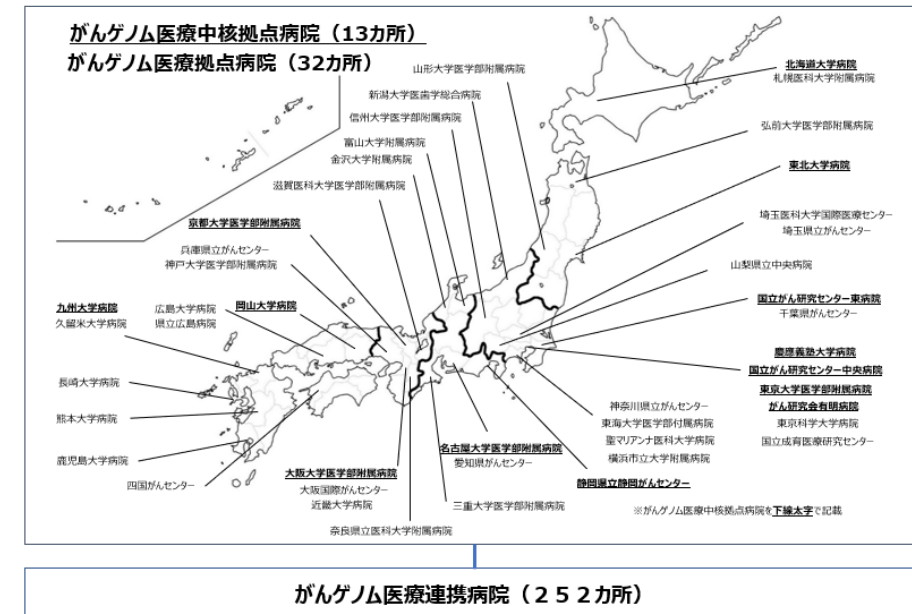 がんゲノム医療中核拠点病院（13カ所）
がんゲノム医療拠点病院（32カ所）
山形大学医学部附属病院
新潟大学医歯学総合病院
信州大学医学部附属病院
富山大学附属病院
金沢大学附属病院
滋賀医科大学医学部附属病院
京都大学医学部附属病院
兵庫県立がんセンター
神戸大学医学部附属病院
九州大学病院
久留米大学病院
広島大学病院
県立広島病院
岡山大学病院
長崎大学病院
熊本大学病院
鹿児島大学病院
四国がんセンター
大阪大学医学部附属病院
大阪国際がんセンター
近畿大学病院
奈良県立医科大学附属病院
三重大学医学部附属病院
名古屋大学医学部附属病院
愛知県がんセンター
北海道大学病院
札幌医科大学附属病院
弘前大学医学部附属病院
東北大学病院
埼玉医科大学国際医療センター
埼玉県立がんセンター
山梨県立中央病院
国立がん研究センター東病院
千葉県がんセンター
慶應義塾大学病院
国立がん研究センター中央病院
東京大学医学部附属病院
がん研究会有明病院
東京科学大学病院
国立成育医療研究センター
神奈川県立がんセンター
東海大学医学部付属病院
聖マリアンナ医科大学病院
横浜市立大学附属病院
静岡県立静岡がんセンター
※がんゲノム医療中核拠点病院を下線太字で記載
がんゲノム医療連携病院（２５２カ所）